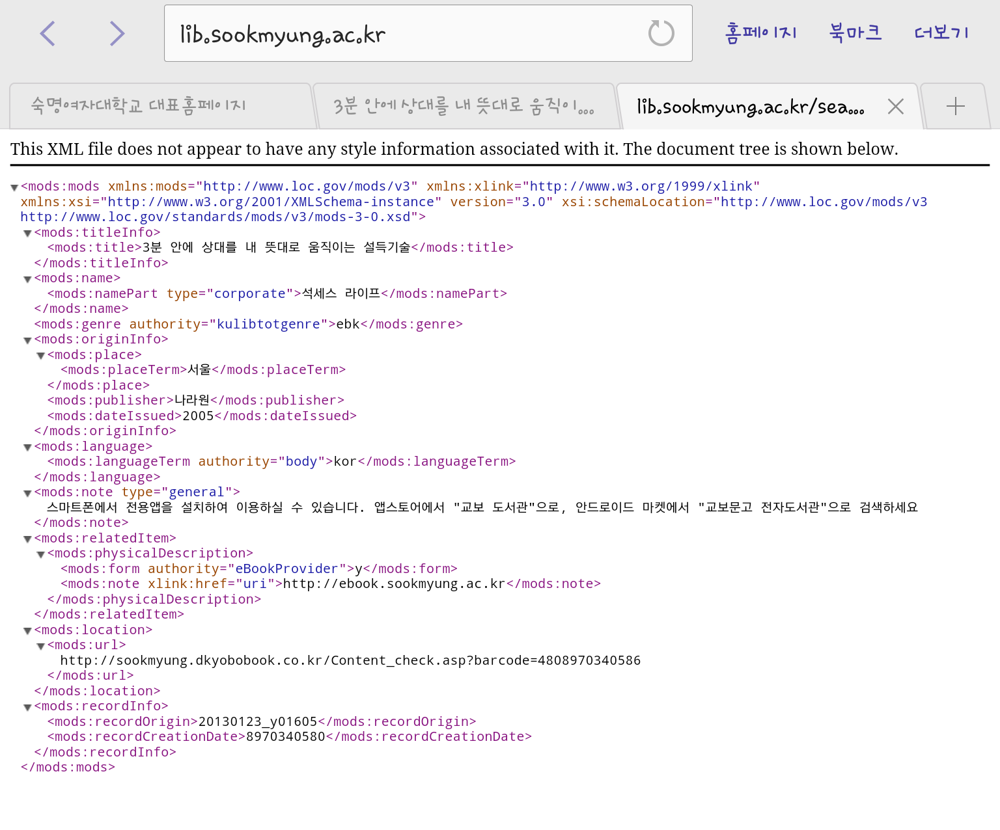 lib.sookmyung.ac.kr 홈페이지 북마크 더보기
숙명여자대학교 대표홈페이지 3분 안에 상대를 내 뜻대로 움직이... lib.sookmyung.ac.kr/sea...
This XML file does not appear to have any style information associated with it. The document tree is shown below.
<mods:mods xmlns:mods="http://www.loc.gov/mods/v3" xmlns:xlink="http://www.w3.org/1999/xlink"
xmlns:xsi="http://www.w3.org/2001/XMLSchema-instance" version="3.0" xsi:schemaLocation="http://www.loc.gov/mods/v3
http://www.loc.gov/standards/mods/v3/mods-3-0.xsd">
<mods:titleInfo>
<mods:title>3분 안에 상대를 내 뜻대로 움직이는 설득기술</mods:title>
</mods:titleInfo>
<mods:name>
<mods:namePart type="corporate">석세스 라이프</mods:namePart>
</mods:name>
<mods:genre authority="kulibtotgenre">ebk</mods:genre>
<mods:originInfo>
<mods:place>
<mods:placeTerm>서울</mods:placeTerm>
</mods:place>
<mods:publisher>나라원</mods:publisher>
<mods:dateIssued>2005</mods:dateIssued>
</mods:originInfo>
<mods:language>
<mods:languageTerm authority="body">kor</mods:languageTerm>
</mods:language>
<mods:note type="general">
스마트폰에서 전용앱을 설치하여 이용하실 수 있습니다. 앱스토어에서 "교보 도서관"으로, 안드로이드 마켓에서 "교보문고 전자도서관"으로 검색하세요
</mods:note>
<mods:relatedItem>
<mods:physicalDescription>
<mods:form authority="eBookProvider">y</mods:form>
<mods:note xlink:href="uri">http://ebook.sookmyung.ac.kr</mods:note>
</mods:physicalDescription>
</mods:relatedItem>
<mods:location>
<mods:url>
http://sookmyung.dkyobobook.co.kr/Content_check.asp?barcode=4808970340586
</mods:url>
</mods:location>
<mods:recordInfo>
<mods:recordOrigin>20130123_y01605</mods:recordOrigin>
<mods:recordCreationDate>8970340580</mods:recordCreationDate>
</mods:recordInfo>
</mods:mods>